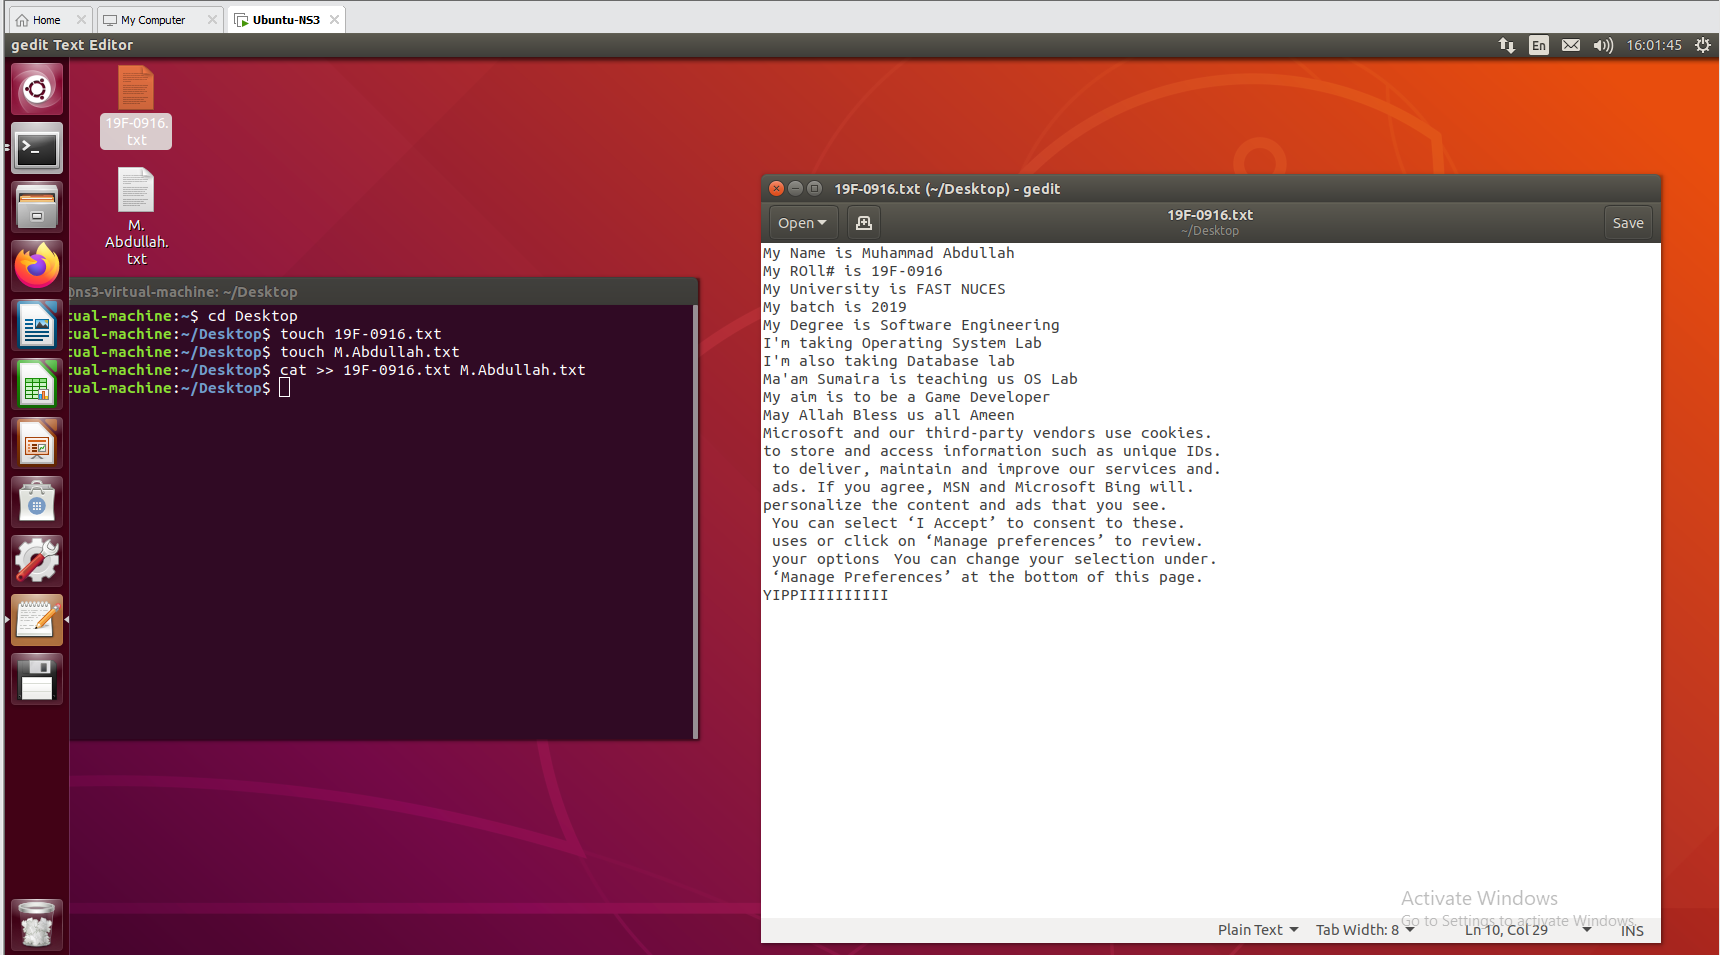 Home
My Computer
Ubuntu-NS3
gedit Text Editor
En
16:01:45
19F-0916.
txt
M.
Abdullah.
txt
@ns3-virtual-machine: ~/Desktop
tual-machine:~$ cd Desktop
tual-machine:~/Desktop$ touch 19F-0916.txt
tual-machine:~/Desktop$ touch M.Abdullah.txt
tual-machine:~/Desktop$ cat >> 19F-0916.txt M.Abdullah.txt
tual-machine:~/Desktop$
19F-0916.txt (~/Desktop) - gedit
Open
19F-0916.txt
~/Desktop
Save
My Name is Muhammad Abdullah
My ROll# is 19F-0916
My University is FAST NUCES
My batch is 2019
My Degree is Software Engineering
I'm taking Operating System Lab
I'm also taking Database lab
Ma'am Sumaira is teaching us OS Lab
My aim is to be a Game Developer
May Allah Bless us all Ameen
Microsoft and our third-party vendors use cookies.
to store and access information such as unique IDs.
to deliver, maintain and improve our services and.
ads. If you agree, MSN and Microsoft Bing will.
personalize the content and ads that you see.
You can select ‘I Accept’ to consent to these.
uses or click on ‘Manage preferences’ to review.
your options  You can change your selection under.
‘Manage Preferences’ at the bottom of this page.
YIPPIIIIIIIIII
Activate Windows
Go to Settings to activate Windows.
Plain Text
Tab Width: 8
Ln 10, Col 29
INS